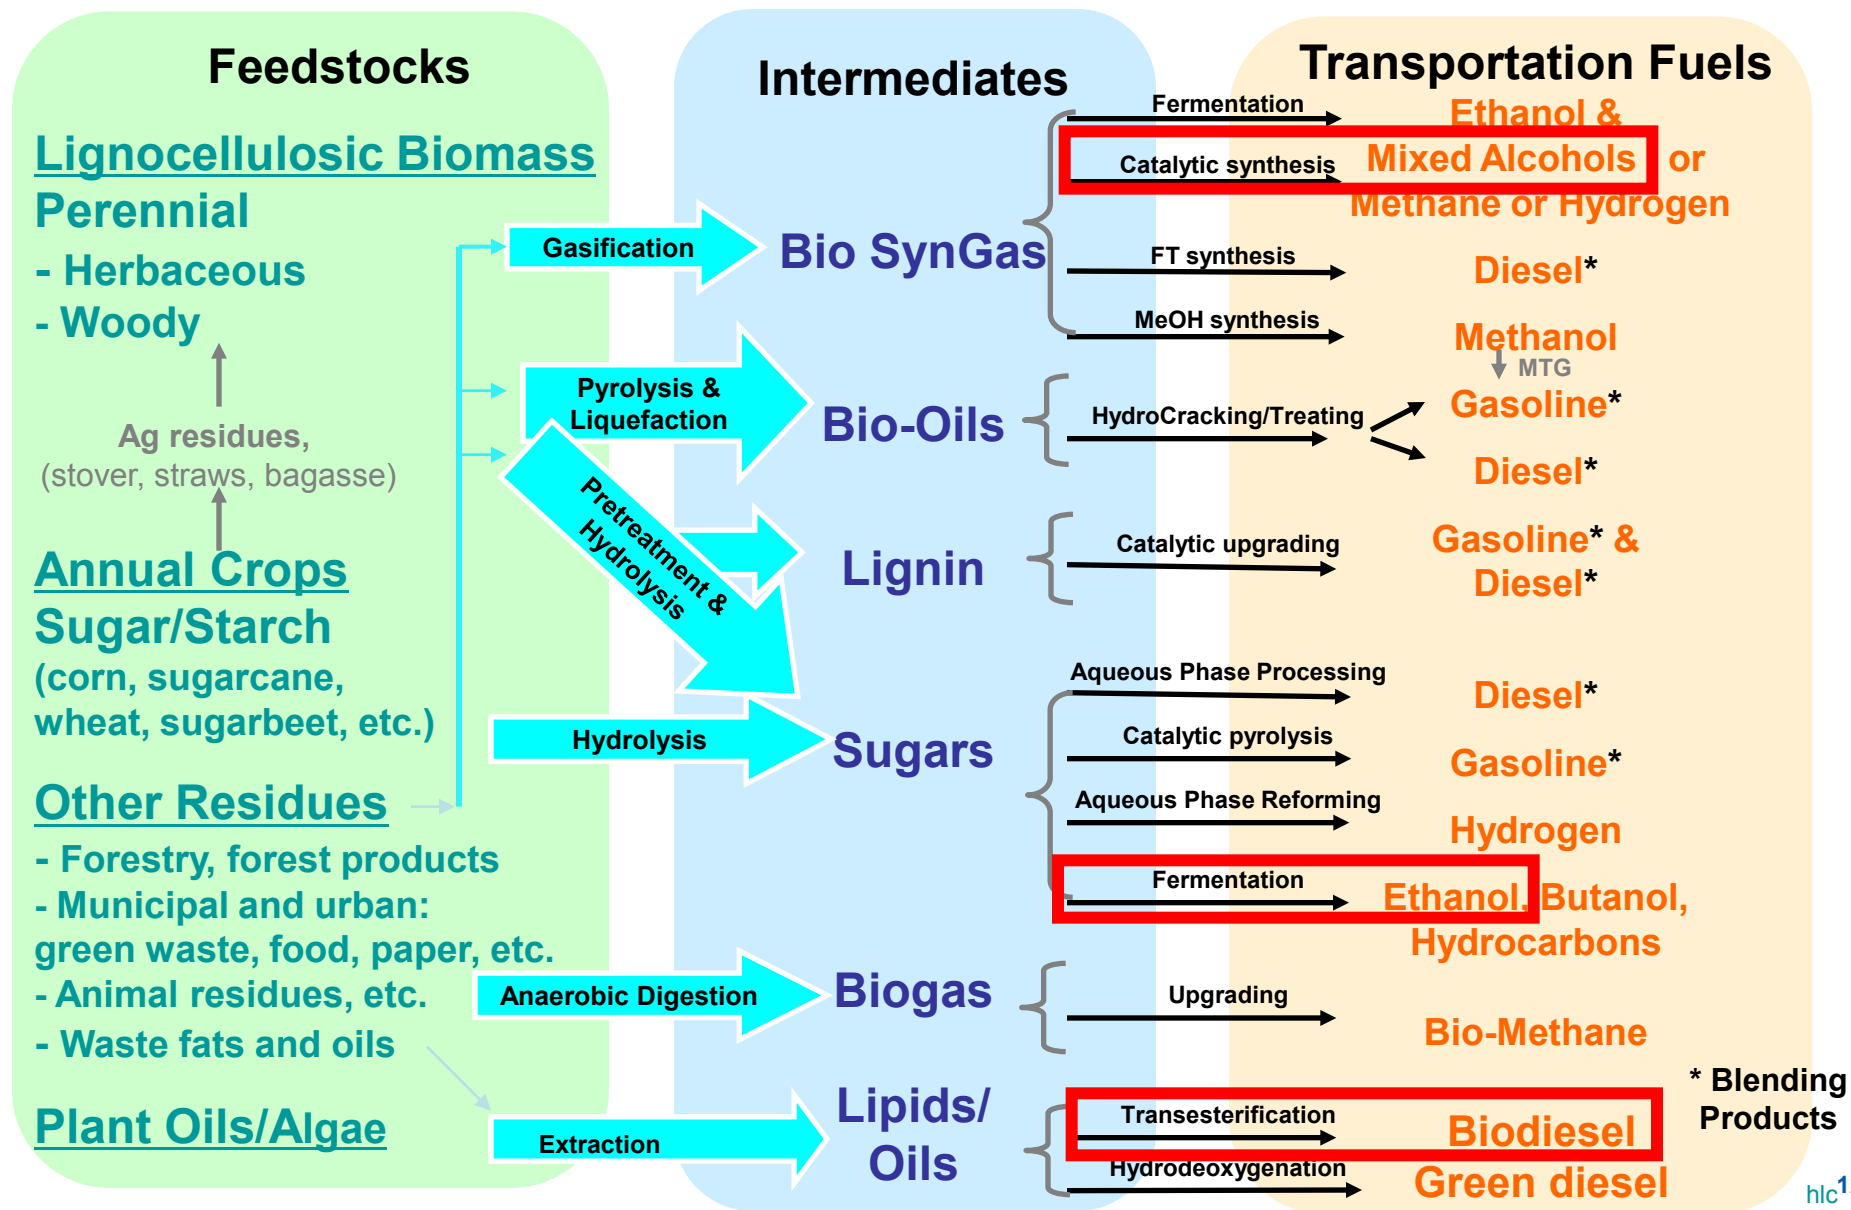 Feedstocks
Lignocellulosic Biomass
Perennial
- Herbaceous
- Woody
Ag residues,
(stover, straws, bagasse)
Annual Crops
Sugar/Starch
(corn, sugarcane,
wheat, sugarbeet, etc.)
Other Residues
- Forestry, forest products
- Municipal and urban:
green waste, food, paper, etc.
- Animal residues, etc.
- Waste fats and oils
Plant Oils/Algae
Gasification
Pyrolysis &
Liquefaction
Pretreatment &
Hydrolysis
Hydrolysis
Anaerobic Digestion
Extraction
Intermediates
Bio SynGas
Bio-Oils
Lignin
Sugars
Biogas
Lipids/
Oils
Fermentation
Catalytic synthesis
FT synthesis
MeOH synthesis
HydroCracking/Treating
Catalytic upgrading
Aqueous Phase Processing
Catalytic pyrolysis
Aqueous Phase Reforming
Fermentation
Upgrading
Transesterification
Hydrodeoxygenation
Transportation Fuels
Ethanol &
Mixed Alcohols or
Methane or Hydrogen
Diesel*
Methanol
MTG
Gasoline*
Diesel*
Gasoline* &
Diesel*
Diesel*
Gasoline*
Hydrogen
Ethanol, Butanol,
Hydrocarbons
Bio-Methane
Biodiesel
Green diesel
* Blending
Products
hlc